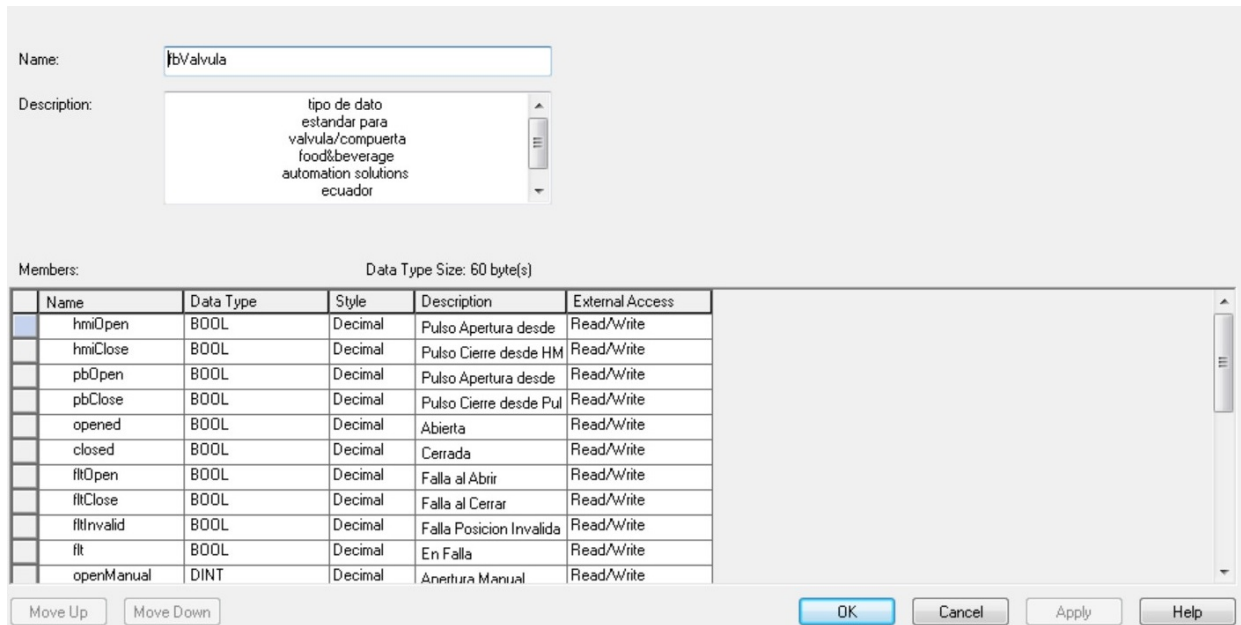 Name: fbValvula
Description: tipo de dato
estandar para
valvula/compuerta
food&beverage
automation solutions
ecuador
Members: Data Type Size: 60 byte(s)
Name Data Type Style Description External Access
hmiOpen BOOL Decimal Pulso Apertura desde Read/Write
hmiClose BOOL Decimal Pulso Cierre desde HM Read/Write
pbOpen BOOL Decimal Pulso Apertura desde Read/Write
pbClose BOOL Decimal Pulso Cierre desde Pul Read/Write
opened BOOL Decimal Abierta Read/Write
closed BOOL Decimal Cerrada Read/Write
fltOpen BOOL Decimal Falla al Abrir Read/Write
fltClose BOOL Decimal Falla al Cerrar Read/Write
fltInvalid BOOL Decimal Falla Posicion Invalida Read/Write
flt BOOL Decimal En Falla Read/Write
openManual DINT Decimal Apertura Manual Read/Write
Move Up Move Down OK Cancel Apply Help